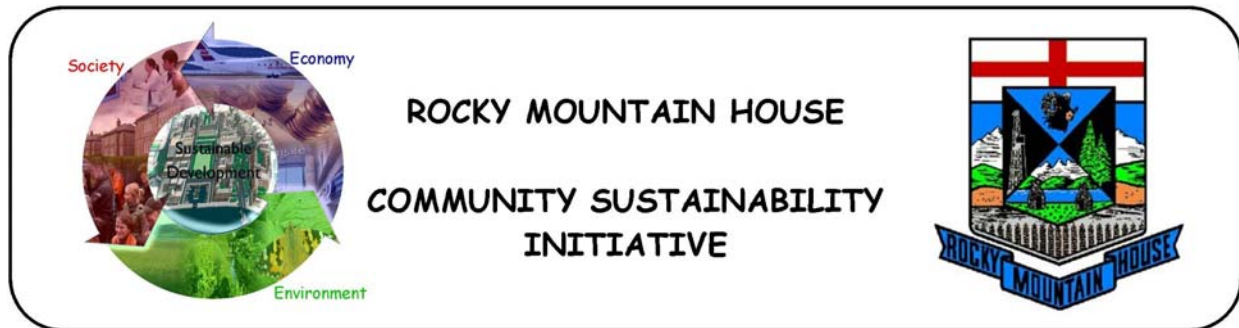 Society
Economy
Sustainable
Development
Environment
ROCKY MOUNTAIN HOUSE
COMMUNITY SUSTAINABILITY
INITIATIVE
ROCKY MOUNTAIN HOUSE